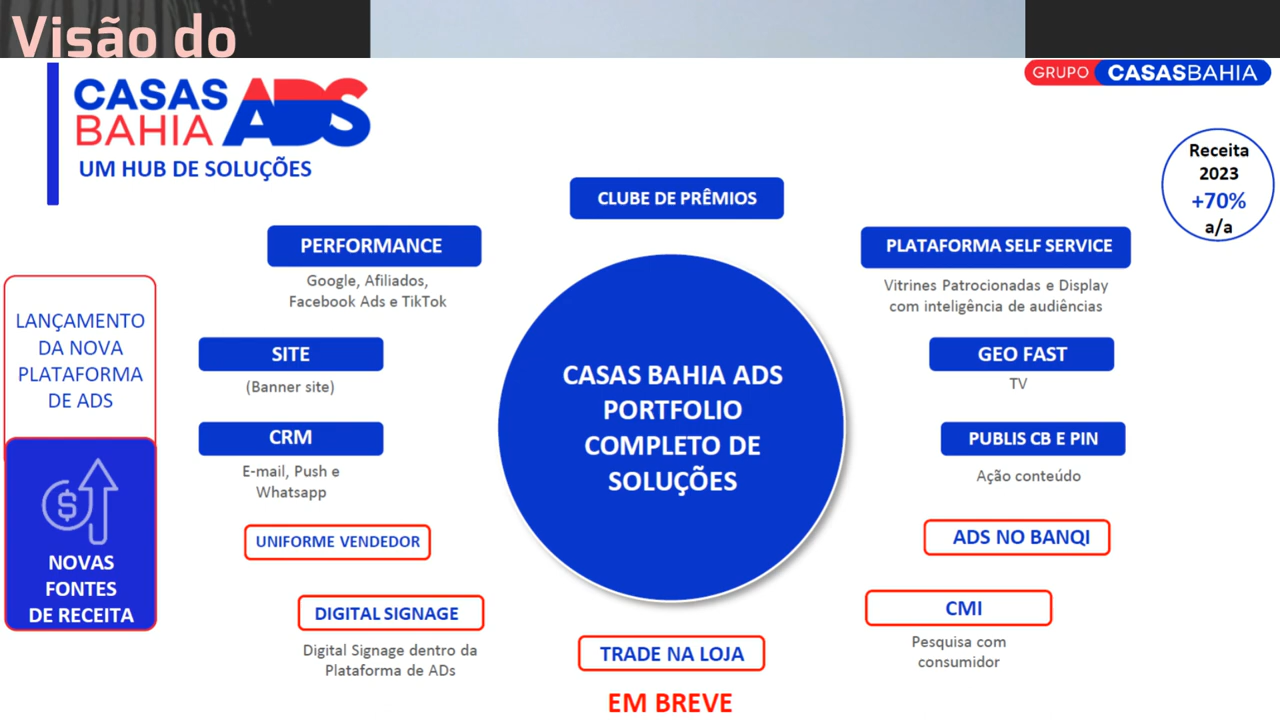 Visão do
GRUPO CASASBAHIA
CASAS
BAHIA
ADS
UM HUB DE SOLUÇÕES
Receita
2023
+70%
a/a
CLUBE DE PRÊMIOS
PERFORMANCE
Google, Afiliados,
Facebook Ads e TikTok
PLATAFORMA SELF SERVICE
Vitrines Patrocionadas e Display
com inteligência de audiências
LANÇAMENTO
DA NOVA
PLATAFORMA
DE ADS
SITE
(Banner site)
GEO FAST
TV
CASAS BAHIA ADS
PORTFOLIO
COMPLETO DE
SOLUÇÕES
CRM
E-mail, Push e
Whatsapp
PUBLIS CB E PIN
Ação conteúdo
$
NOVAS
FONTES
DE RECEITA
UNIFORME VENDEDOR
ADS NO BANQI
DIGITAL SIGNAGE
Digital Signage dentro da
Plataforma de ADs
CMI
Pesquisa com
consumidor
TRADE NA LOJA
EM BREVE